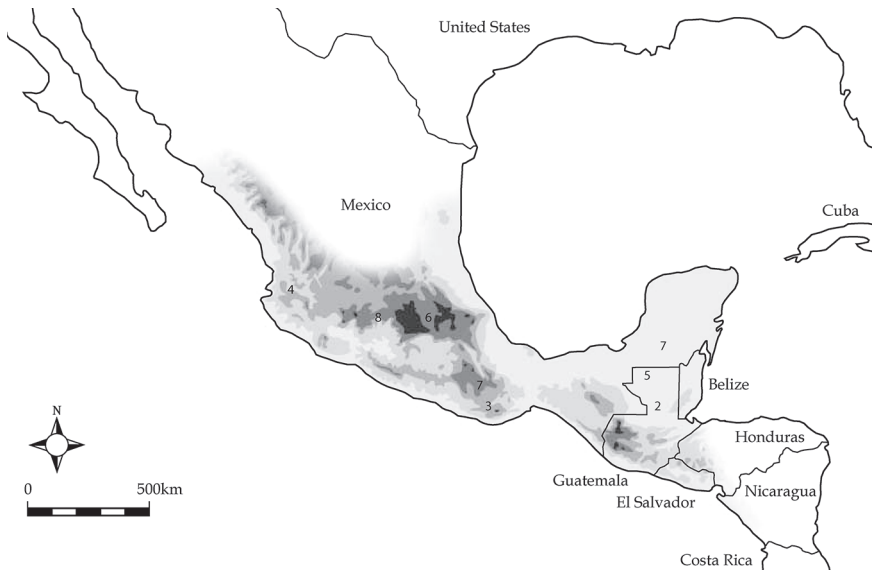 United States
Mexico
Cuba
4
8
6
7
5
Belize
7
2
3
N
Honduras
0
500km
Guatemala
Nicaragua
El Salvador
Costa Rica